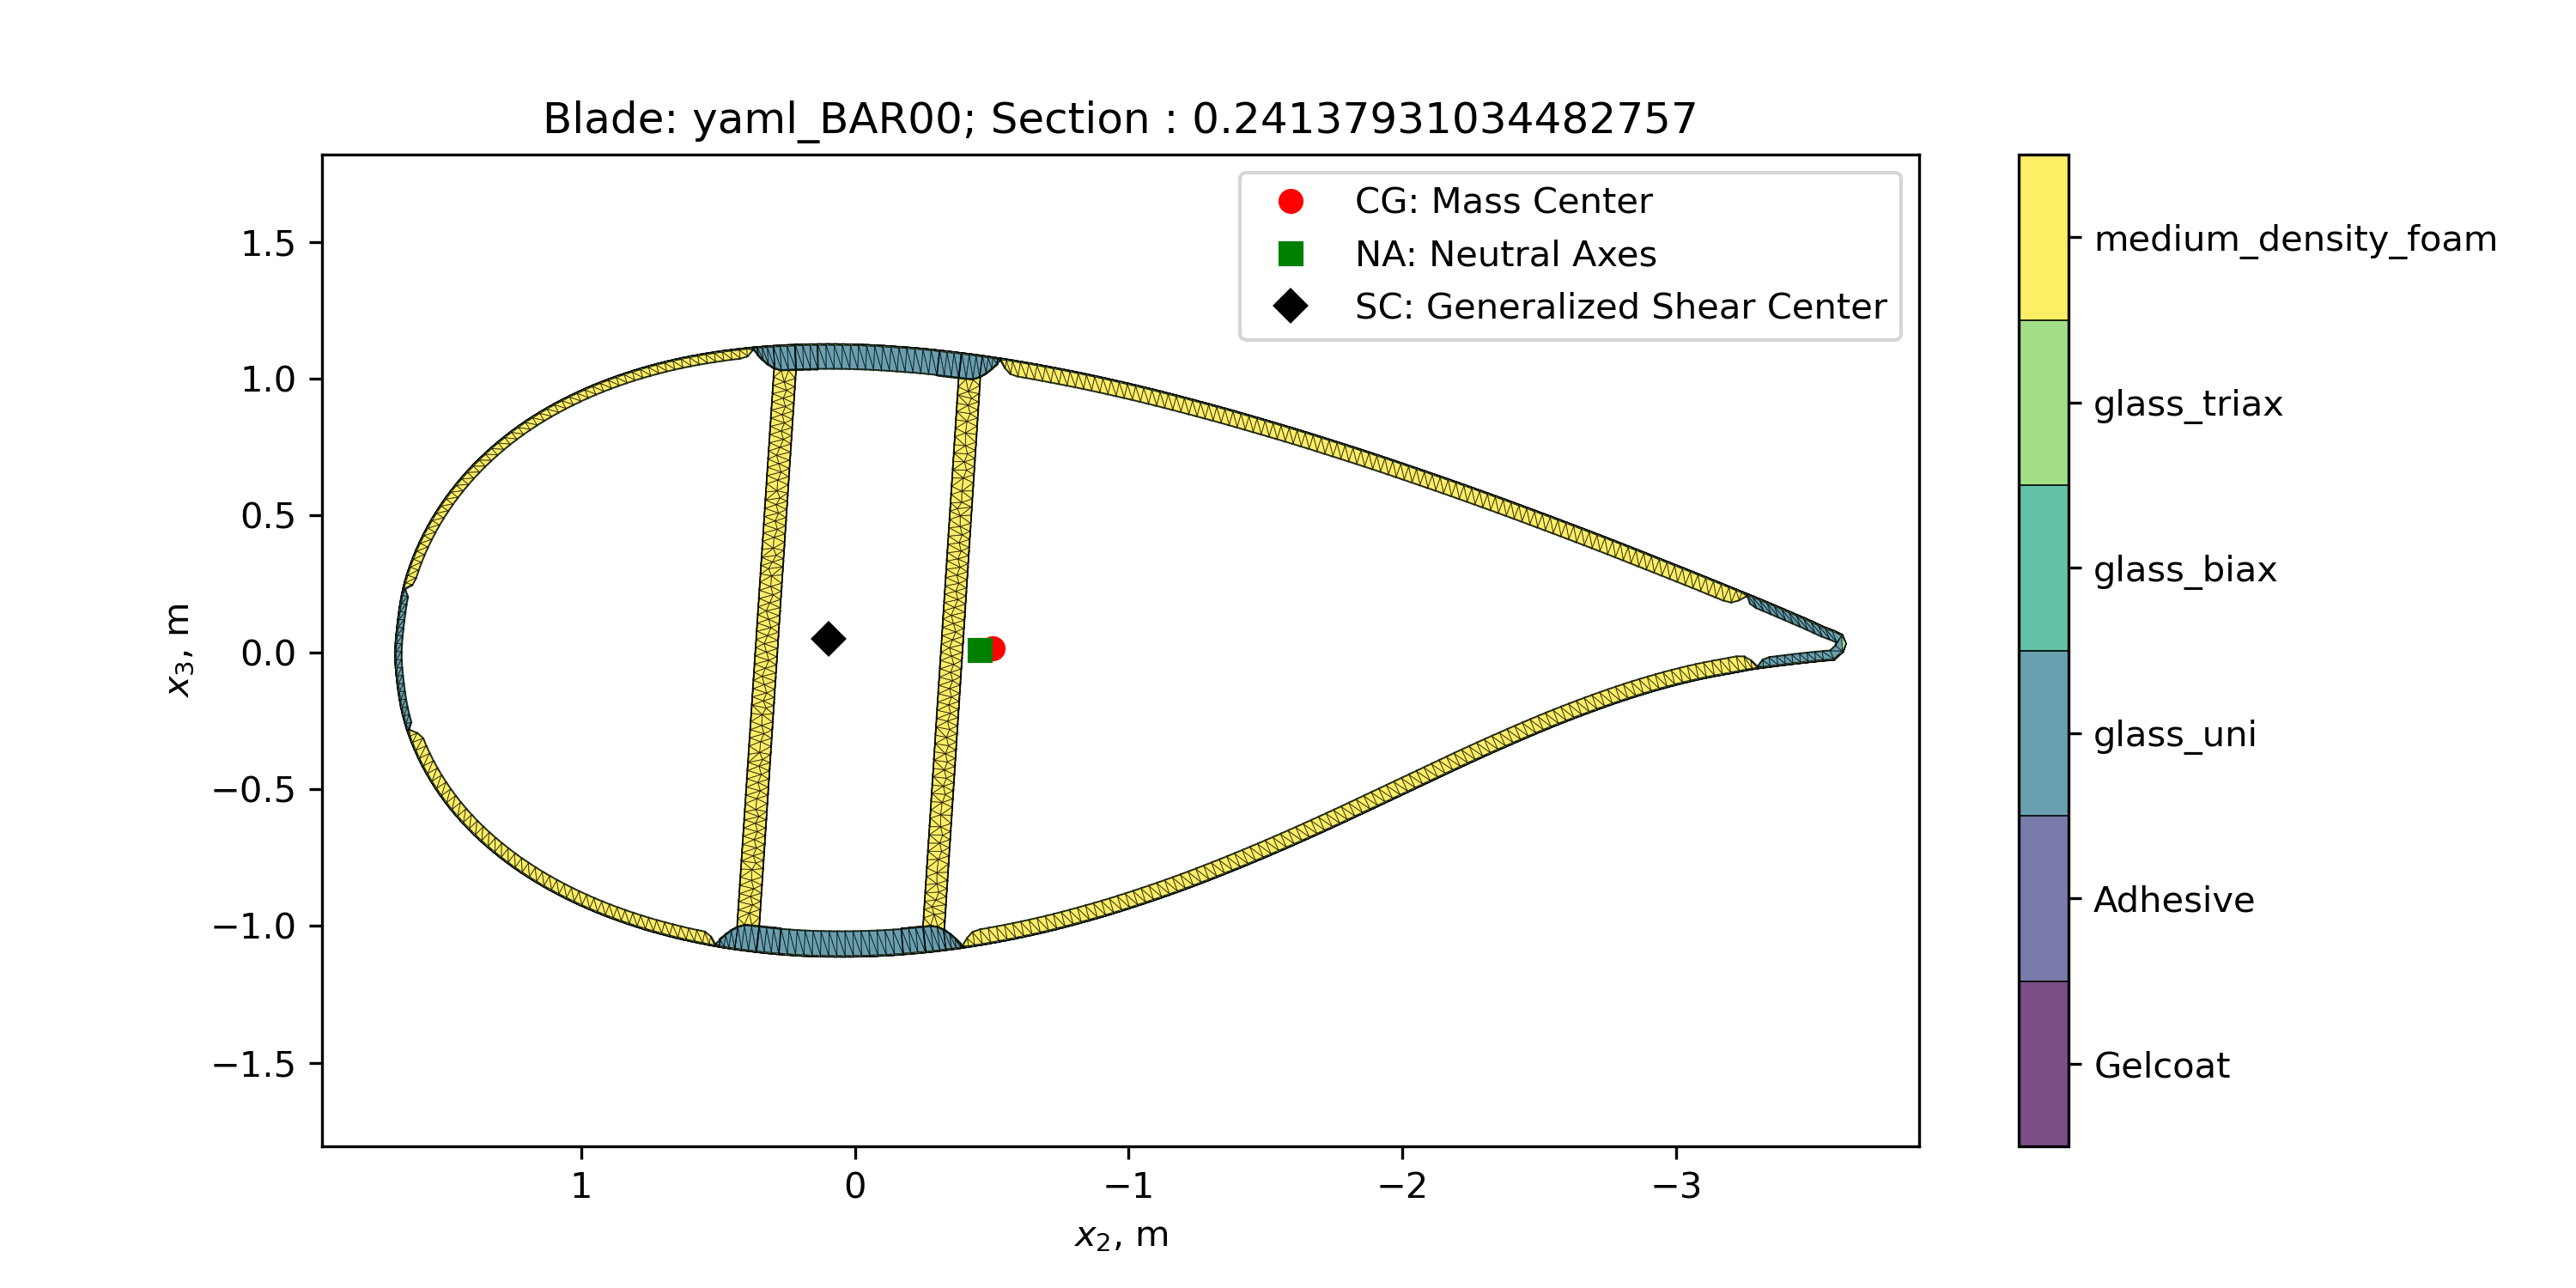 Blade: yaml_BAR00; Section : 0.2413793103448275​7
CG: Mass Center
NA: Neutral Axes
SC: Generalized Shear Center
1.5
1.0
0.5
0.0
−0.5
−1.0
−1.5
x₃, m
1 0 −1 −2 −3
x₂, m
medium_density_foam
glass_triax
glass_biax
glass_uni
Adhesive
Gelcoat